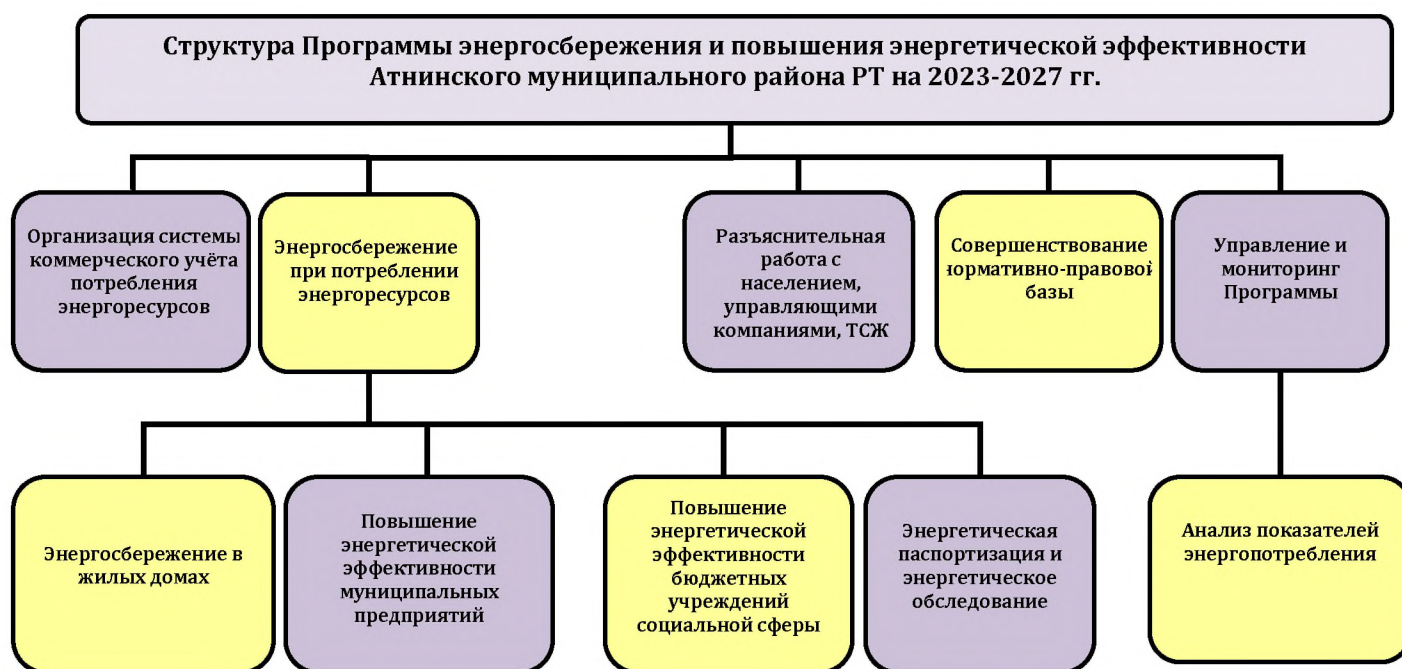 Структура Программы энергосбережения и повышения энергетической эффективности
Атнинского муниципального района РТ на 2023-2027 гг.
Организация системы
коммерческого учёта
потребления
энергоресурсов
Энергосбережение
при потреблении
энергоресурсов
Разъяснительная
работа с
населением,
управляющими
компаниями, ТСЖ
Совершенствование
нормативно-правовой
базы
Управление и
мониторинг
Программы
Энергосбережение в
жилых домах
Повышение
энергетической
эффективности
муниципальных
предприятий
Повышение
энергетической
эффективности
бюджетных
учреждений
социальной сферы
Энергетическая
паспортизация и
энергетическое
обследование
Анализ показателей
энергопотребления